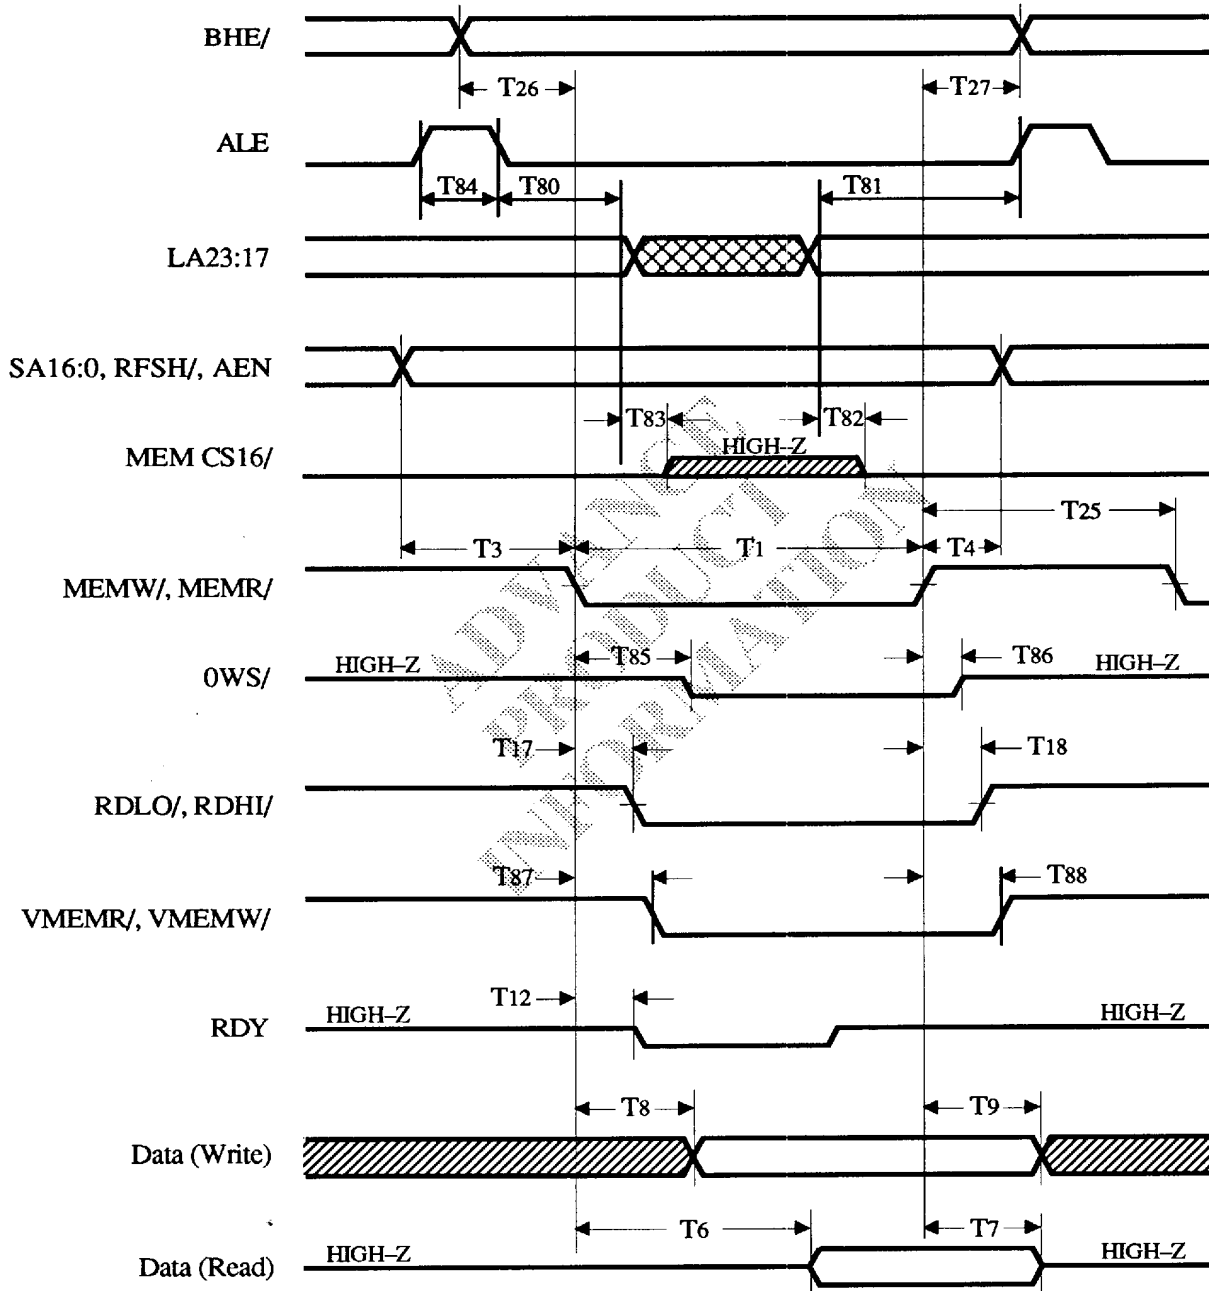 BHE/
T26
T27
ALE
T84
T80
T81
LA23:17
SA16:0, RFSH/, AEN
T83
T82
MEM CS16/
HIGH–Z
T25
T3
T1
T4
MEMW/, MEMR/
T85
T86
0WS/
HIGH–Z
HIGH–Z
T17
T18
RDLO/, RDHI/
T87
T88
VMEMR/, VMEMW/
T12
RDY
HIGH–Z
HIGH–Z
T8
T9
Data (Write)
T6
T7
Data (Read)
HIGH–Z
HIGH–Z
ADVANCE
PRODUCT
INFORMATION